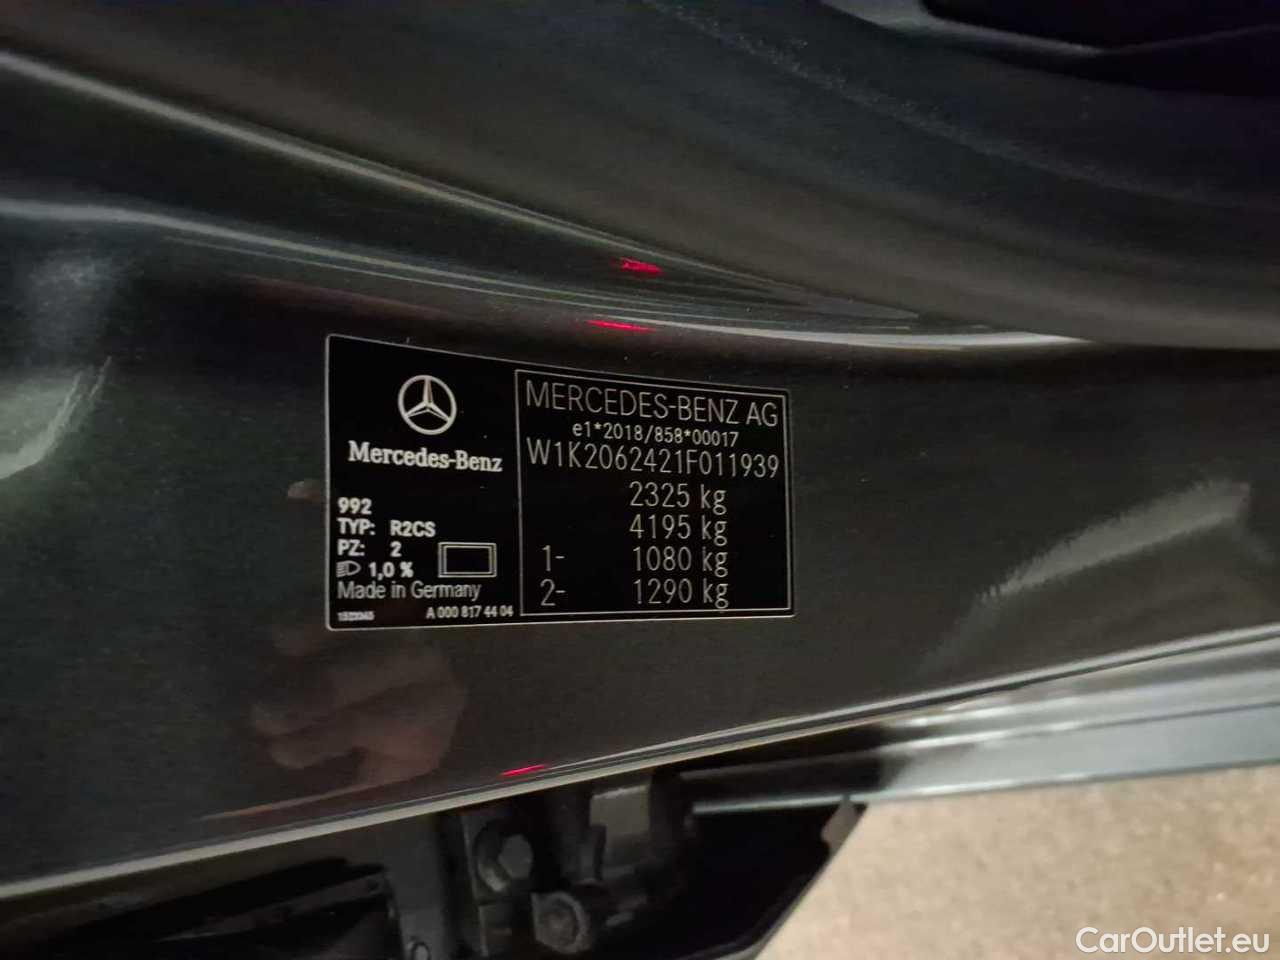 Mercedes-Benz
992
TYP: R2CS
PZ: 2
1,0 %
Made in Germany
A 000 817 44 04
MERCEDES-BENZ AG
e1*2018/858*00017
W1K2062421F011939
2325 kg
4195 kg
1- 1080 kg
2- 1290 kg
CarOutlet.eu